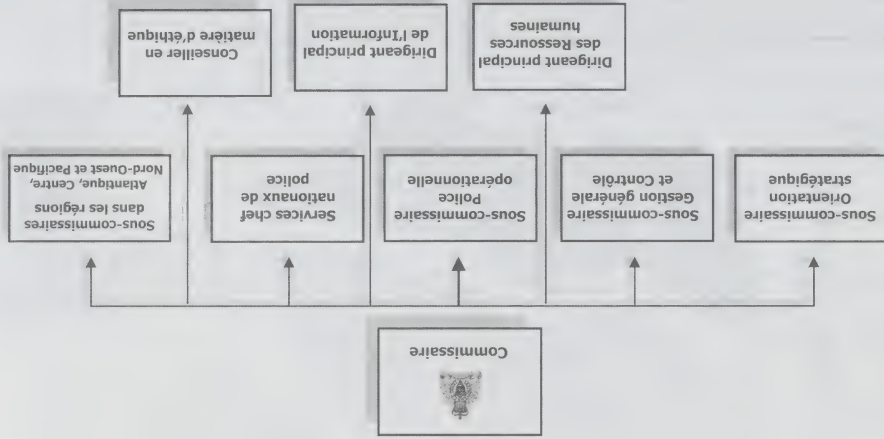 Commissaire
Sous-commissaire
Orientation
stratégique
Sous-commissaire
Gestion générale
et Contrôle
Sous-commissaire
Police
opérationnelle
Services chef
nationaux de
police
Sous-commissaires
dans les régions
Atlantique, Centre,
Nord-Ouest et Pacifique
Dirigeant principal
des Ressources
humaines
Dirigeant principal
de l'Information
Conseiller en
matière d'éthique